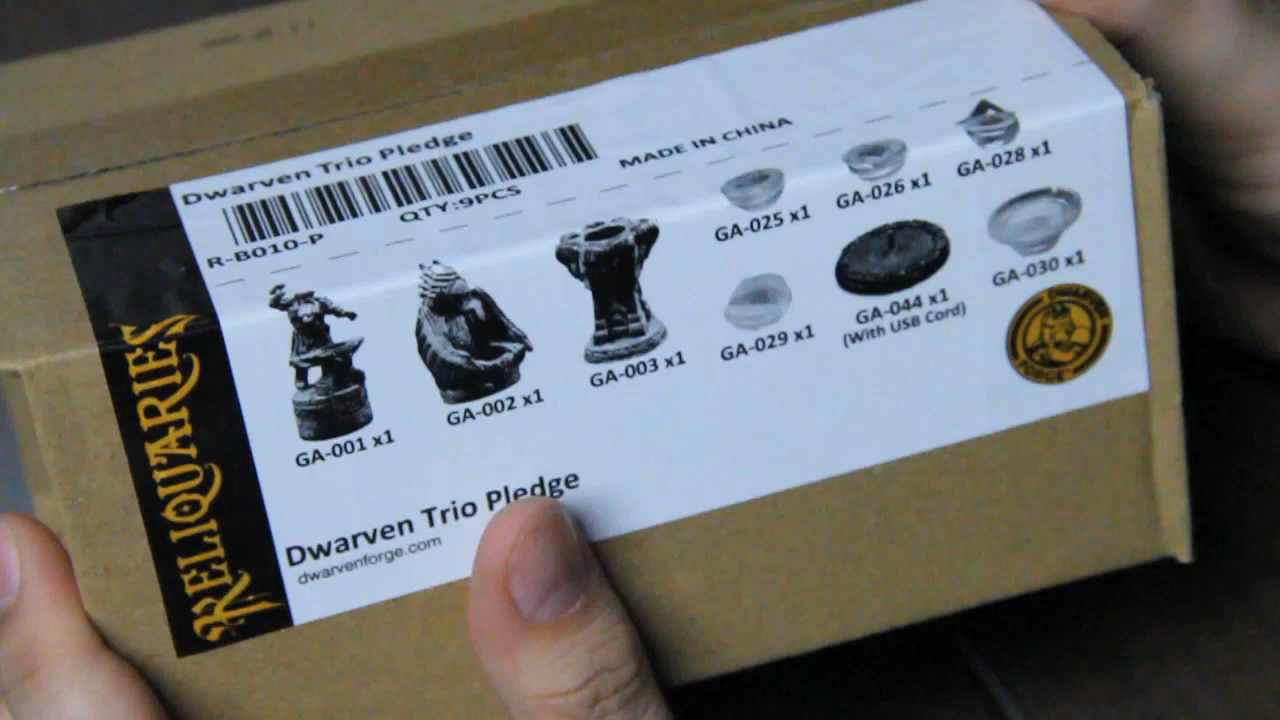 Dwarven Trio Pledge
QTY:9PCS
R-B010-P
MADE IN CHINA
RELIQUARIES
GA-001 x1
GA-002 x1
GA-003 x1
GA-025 x1
GA-026 x1
GA-028 x1
GA-029 x1
GA-044 x1
(With USB Cord)
GA-030 x1
DWARVEN
FORGE
Dwarven Trio Pledge
dwarvenforge.com